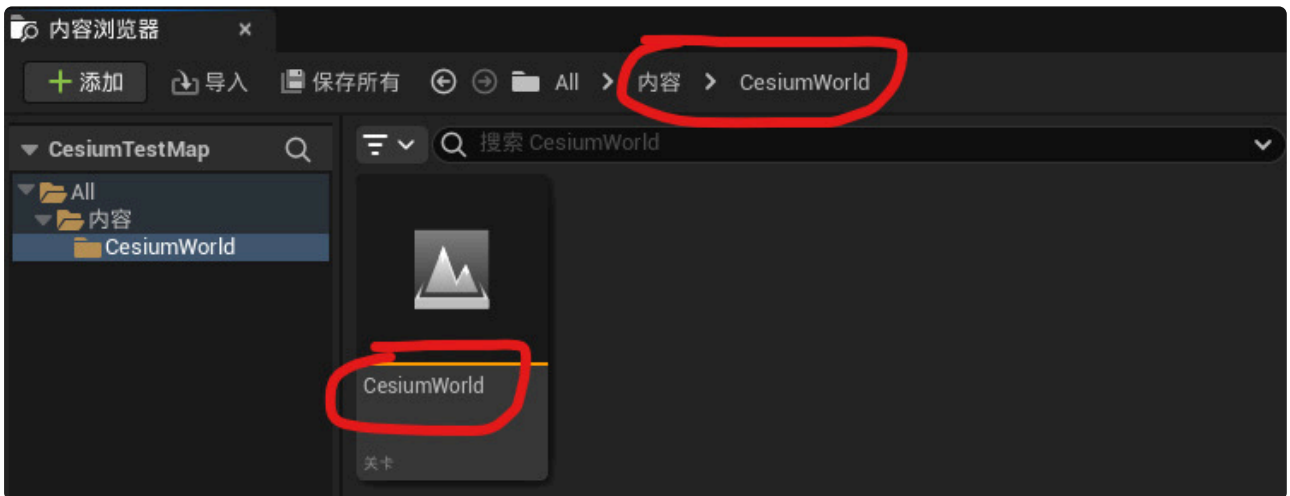 内容浏览器
添加 导入 保存所有 All 内容 CesiumWorld
CesiumTestMap 搜索 CesiumWorld
All
内容
CesiumWorld
CesiumWorld
关卡